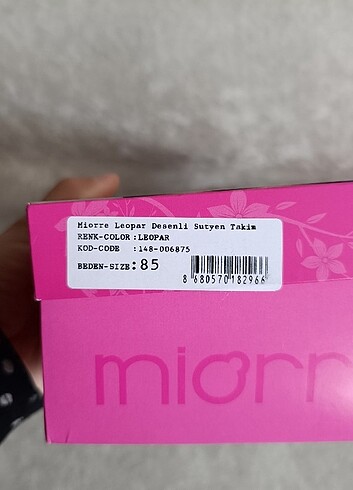 Miorre Leopar Desenli Sutyen Takim
RENK-COLOR :LEOPAR
KOD-CODE :148-006875
BEDEN-SIZE:85
8 680570 182966
miorr